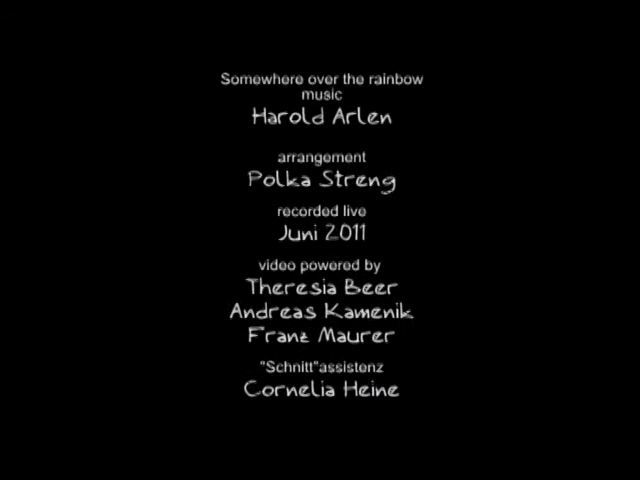 Somewhere over the rainbow
music
Harold Arlen
arrangement
Polka Streng
recorded live
Juni 2011
video powered by
Theresia Beer
Andreas Kamenik
Franz Maurer
"Schnitt"assistenz
Cornelia Heine